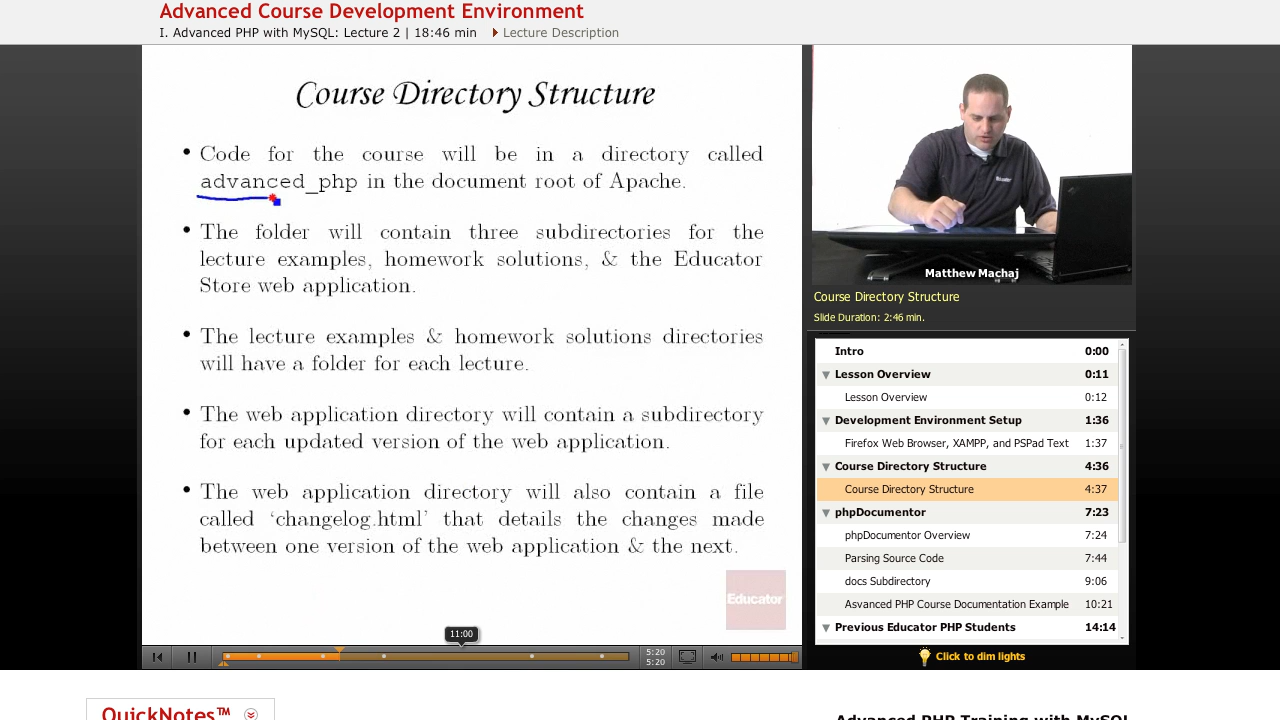 Advanced Course Development Environment
I. Advanced PHP with MySQL: Lecture 2 | 18:46 min Lecture Description
Course Directory Structure
• Code for the course will be in a directory called
advanced_php in the document root of Apache.
• The folder will contain three subdirectories for the
lecture examples, homework solutions, & the Educator
Store web application.
• The lecture examples & homework solutions directories
will have a folder for each lecture.
• The web application directory will contain a subdirectory
for each updated version of the web application.
• The web application directory will also contain a file
called ‘changelog.html’ that details the changes made
between one version of the web application & the next.
Educator
11:00
5:20
5:20
Matthew Machaj
Course Directory Structure
Slide Duration: 2:46 min.
Intro 0:00
Lesson Overview 0:11
Lesson Overview 0:12
Development Environment Setup 1:36
Firefox Web Browser, XAMPP, and PSPad Text 1:37
Course Directory Structure 4:36
Course Directory Structure 4:37
phpDocumentor 7:23
phpDocumentor Overview 7:24
Parsing Source Code 7:44
docs Subdirectory 9:06
Asvanced PHP Course Documentation Example 10:21
Previous Educator PHP Students 14:14
Click to dim lights
QuickNotes™
Advanced PHP Training with MySQL